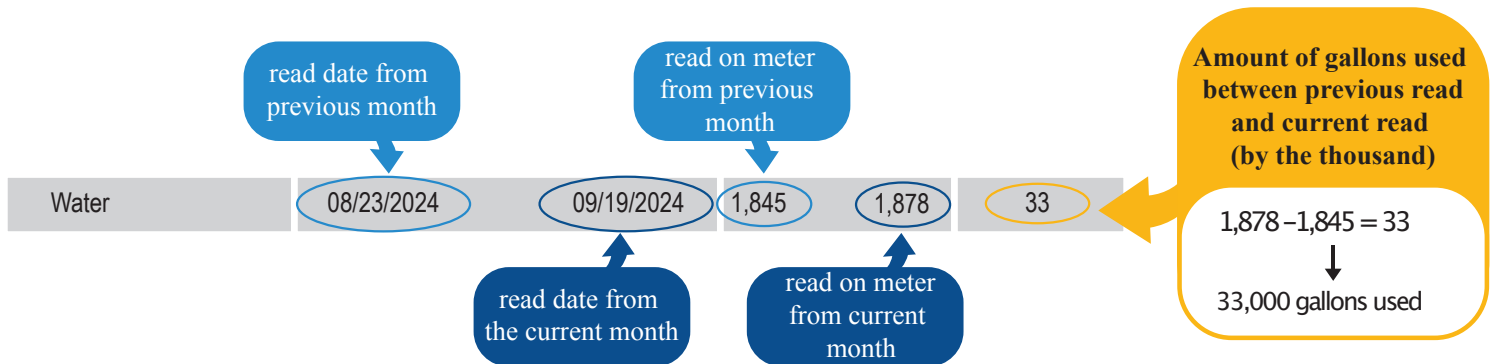 read date from
previous month
read on meter
from previous
month
Amount of gallons used
between previous read
and current read
(by the thousand)
Water 08/23/2024 09/19/2024 1,845 1,878 33
1,878 –1,845 = 33
33,000 gallons used
read date from
the current month
read on meter
from current
month